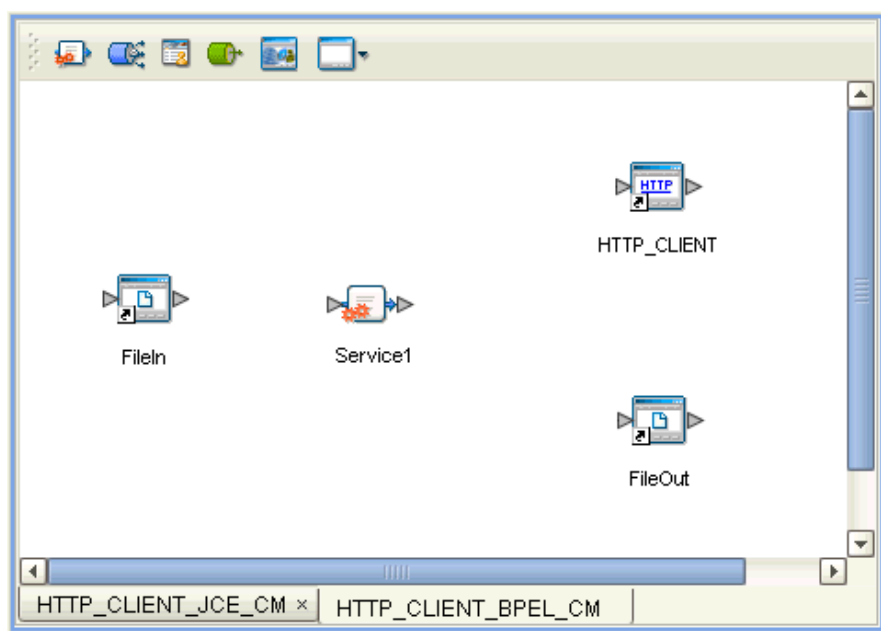 HTTP
HTTP_CLIENT
FileIn
Service1
FileOut
HTTP_CLIENT_JCE_CM ×
HTTP_CLIENT_BPEL_CM